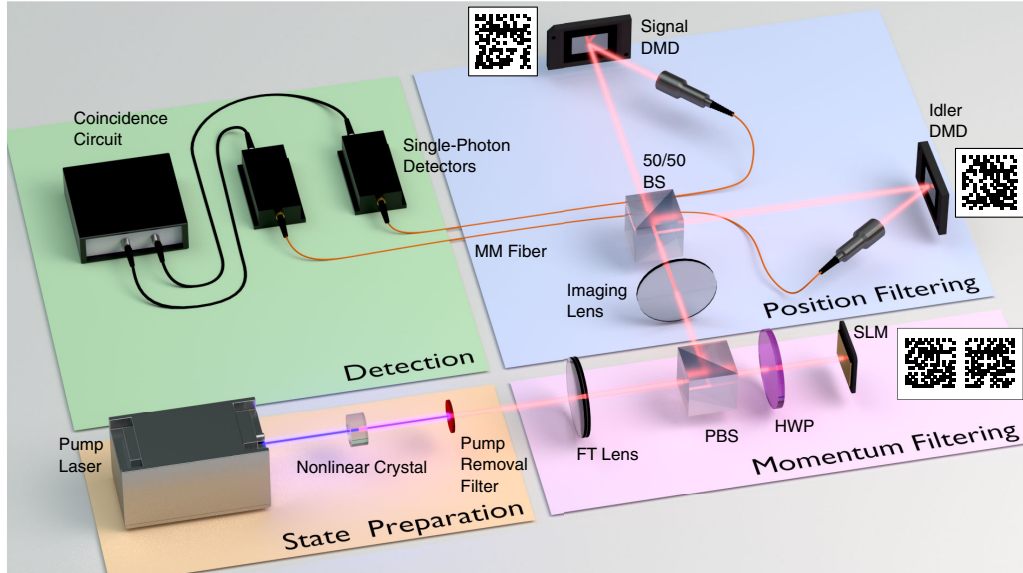 Signal
DMD
Idler
DMD
Coincidence
Circuit
Single-Photon
Detectors
50/50
BS
MM Fiber
Imaging
Lens
Position Filtering
Detection
SLM
Pump
Laser
Nonlinear Crystal
Pump
Removal
Filter
FT Lens
PBS
HWP
State Preparation
Momentum Filtering